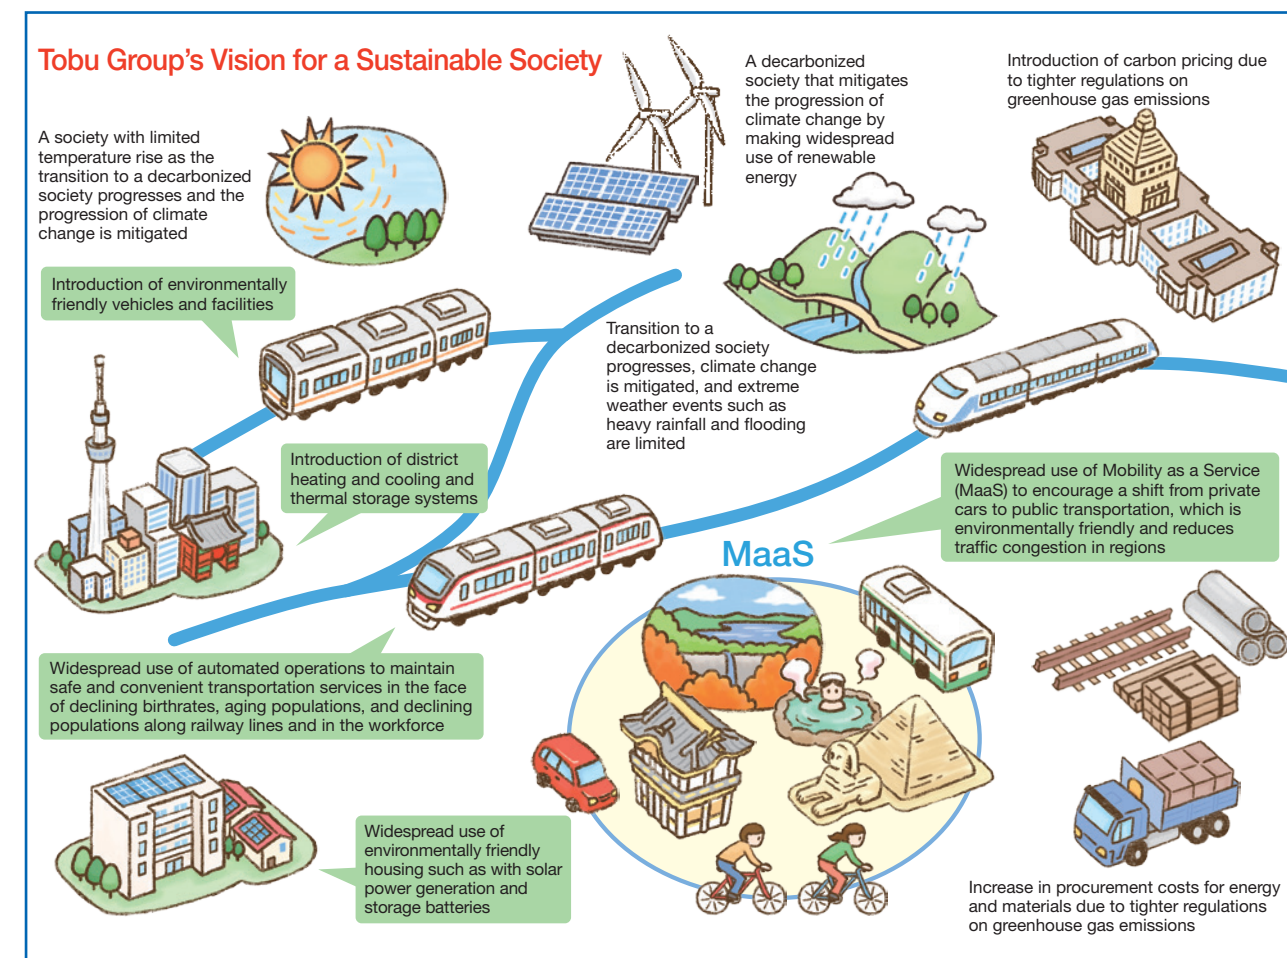 Tobu Group’s Vision for a Sustainable Society
A society with limited
temperature rise as the
transition to a decarbonized
society progresses and the
progression of climate
change is mitigated
A decarbonized
society that mitigates
the progression of
climate change by
making widespread
use of renewable
energy
Introduction of carbon pricing due
to tighter regulations on
greenhouse gas emissions
Introduction of environmentally
friendly vehicles and facilities
Transition to a
decarbonized society
progresses, climate change
is mitigated, and extreme
weather events such as
heavy rainfall and flooding
are limited
Introduction of district
heating and cooling and
thermal storage systems
Widespread use of Mobility as a Service
(MaaS) to encourage a shift from private
cars to public transportation, which is
environmentally friendly and reduces
traffic congestion in regions
MaaS
Widespread use of automated operations to maintain
safe and convenient transportation services in the face
of declining birthrates, aging populations, and declining
populations along railway lines and in the workforce
Widespread use of
environmentally friendly
housing such as with solar
power generation and
storage batteries
Increase in procurement costs for energy
and materials due to tighter regulations
on greenhouse gas emissions